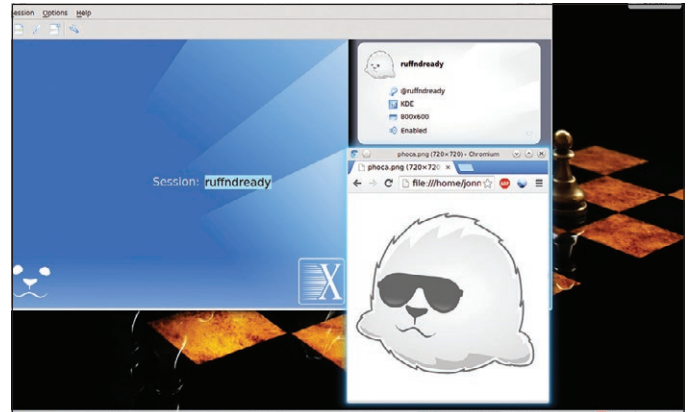 ession Options Help
Session: ruffndready
X
ruffndready
@ruffndready
KDE
800x600
Enabled
phoca.png (720×720) - Chromium
phoca.png (720×720
file:///home/jonn
ABP